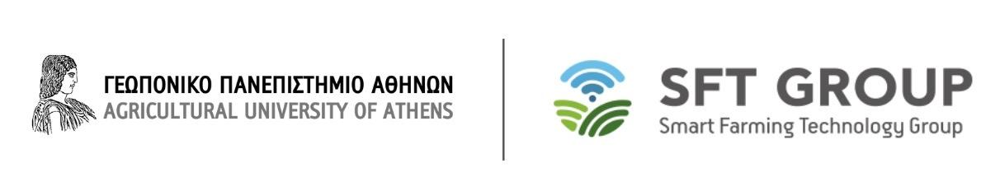 ΓΕΩΠΟΝΙΚΟ ΠΑΝΕΠΙΣΤΗΜΙΟ ΑΘΗΝΩΝ
AGRICULTURAL UNIVERSITY OF ATHENS
SFT GROUP
Smart Farming Technology Group